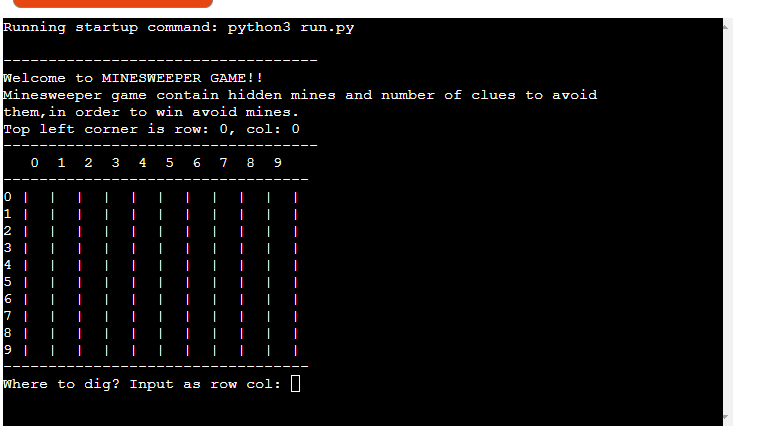 Running startup command: python3 run.py
-----------------------------------
Welcome to MINESWEEPER GAME!!
Minesweeper game contain hidden mines and number of clues to avoid
them,in order to win avoid mines.
Top left corner is row: 0, col: 0
-----------------------------------
0 1 2 3 4 5 6 7 8 9
----------------------------------
0 | | | | | | | | | | |
1 | | | | | | | | | | |
2 | | | | | | | | | | |
3 | | | | | | | | | | |
4 | | | | | | | | | | |
5 | | | | | | | | | | |
6 | | | | | | | | | | |
7 | | | | | | | | | | |
8 | | | | | | | | | | |
9 | | | | | | | | | | |
----------------------------------
Where to dig? Input as row col: